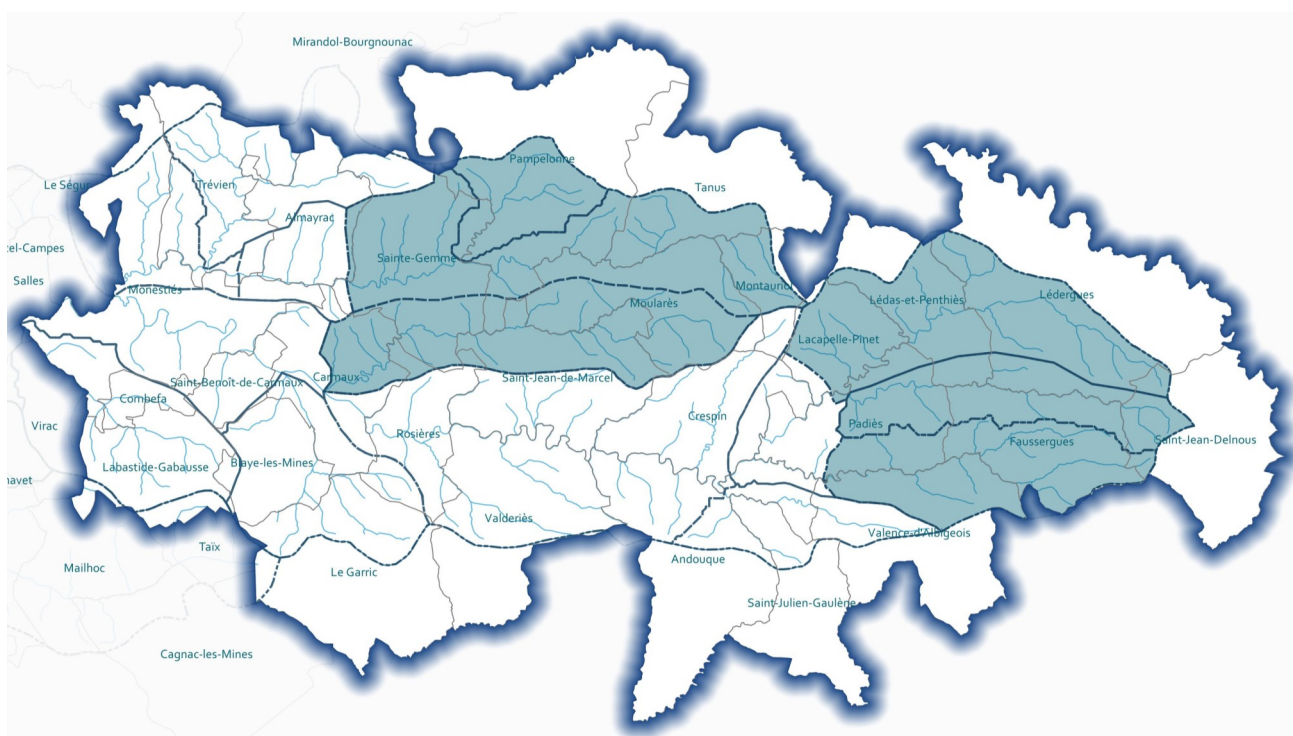 Mirandol-Bourgnounac
Pampelonne
Le Ségur
Trévien
Tanus
Almayrac
el-Campes
Sainte-Gemme
Salles
Monestiés
Montauriol
Lédas-et-Penthiès
Lédergues
Moularès
Lacapelle-Pinet
Saint-Benoît-de-Carmaux
Carmaux
Saint-Jean-de-Marcel
Combefa
Crespin
Virac
Rosières
Padiès
Faussergues
Saint-Jean-Delnous
Labastide-Gabausse
Blaye-les-Mines
navet
Valderiès
Valence-d'Albigeois
Taïx
Andouque
Mailhoc
Le Garric
Saint-Julien-Gaulène
Cagnac-les-Mines